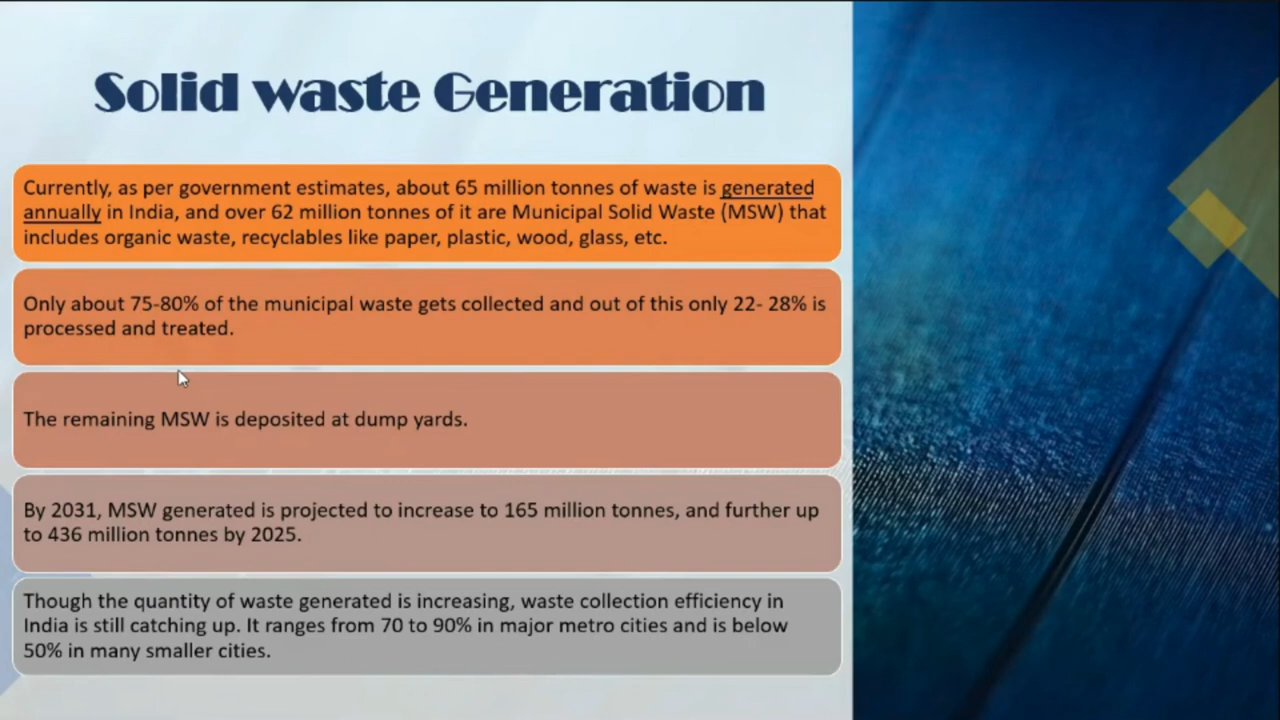 Solid waste Generation
Currently, as per government estimates, about 65 million tonnes of waste is generated
annually in India, and over 62 million tonnes of it are Municipal Solid Waste (MSW) that
includes organic waste, recyclables like paper, plastic, wood, glass, etc.
Only about 75-80% of the municipal waste gets collected and out of this only 22- 28% is
processed and treated.
The remaining MSW is deposited at dump yards.
By 2031, MSW generated is projected to increase to 165 million tonnes, and further up
to 436 million tonnes by 2025.
Though the quantity of waste generated is increasing, waste collection efficiency in
India is still catching up. It ranges from 70 to 90% in major metro cities and is below
50% in many smaller cities.